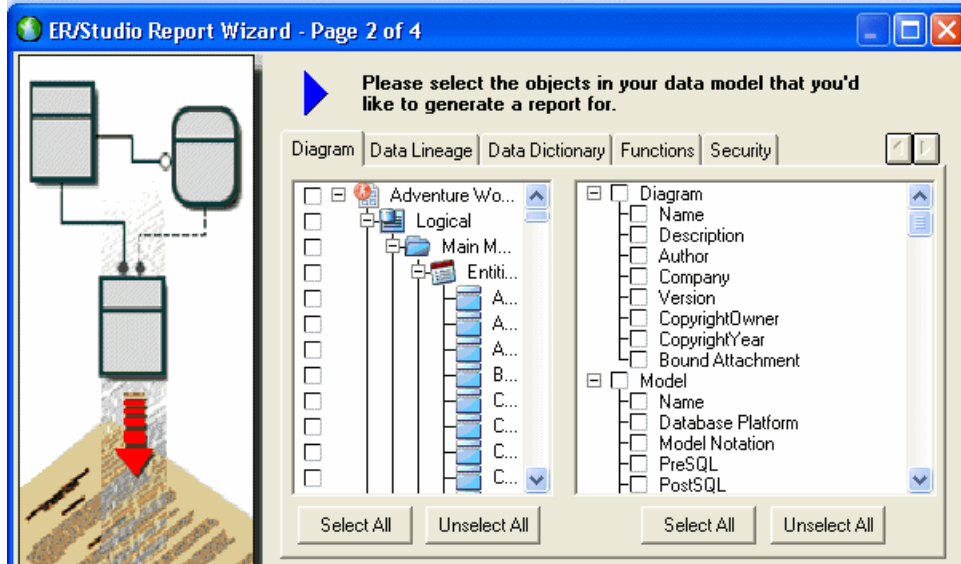 ER/Studio Report Wizard - Page 2 of 4
Please select the objects in your data model that you'd
like to generate a report for.
Diagram Data Lineage Data Dictionary Functions Security
Adventure Wo...
Logical
Main M...
Entiti...
A...
A...
A...
B...
C...
C...
C...
C...
Diagram
Name
Description
Author
Company
Version
CopyrightOwner
CopyrightYear
Bound Attachment
Model
Name
Database Platform
Model Notation
PreSQL
PostSQL
Select All Unselect All Select All Unselect All